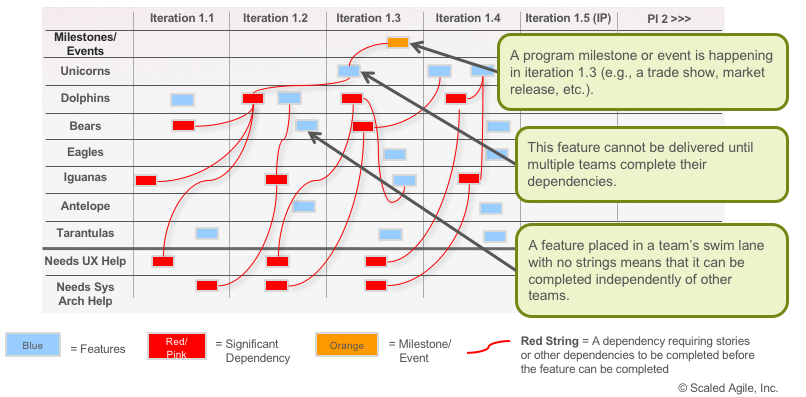 Iteration 1.1
Iteration 1.2
Iteration 1.3
Iteration 1.4
Iteration 1.5 (IP)
PI 2 >>>
Milestones/
Events
Unicorns
Dolphins
Bears
Eagles
Iguanas
Antelope
Tarantulas
Needs UX Help
Needs Sys
Arch Help
A program milestone or event is happening
in iteration 1.3 (e.g., a trade show, market
release, etc.).
This feature cannot be delivered until
multiple teams complete their
dependencies.
A feature placed in a team’s swim lane
with no strings means that it can be
completed independently of other
teams.
Blue
= Features
Red/
Pink
= Significant
Dependency
Orange
= Milestone/
Event
Red String = A dependency requiring stories
or other dependencies to be completed before
the feature can be completed
© Scaled Agile, Inc.